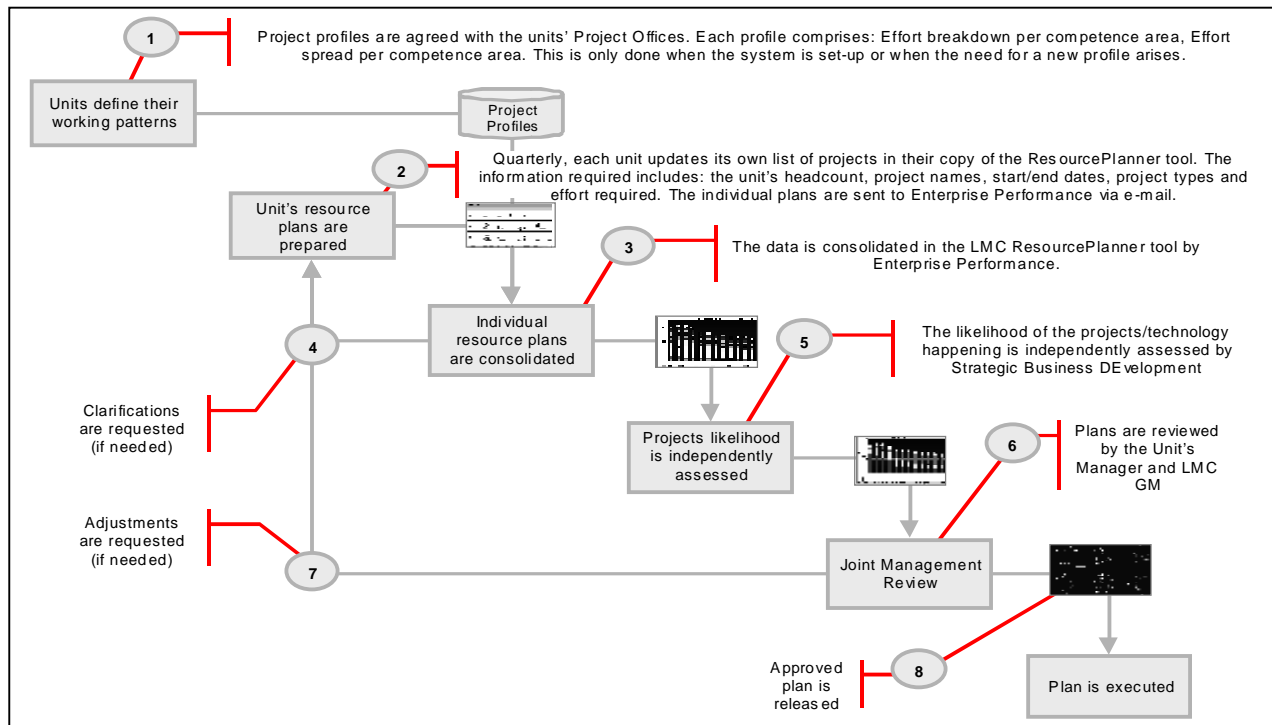 1
Project profiles are agreed with the units' Project Offices. Each profile comprises: Effort breakdown per competence area, Effort
spread per competence area. This is only done when the system is set-up or when the need for a new profile arises.
Units define their
working patterns
Project
Profiles
2
Quarterly, each unit updates its own list of projects in their copy of the ResourcePlanner tool. The
information required includes: the unit's headcount, project names, start/end dates, project types and
effort required. The individual plans are sent to Enterprise Performance via e-mail.
Unit's resource
plans are
prepared
3
The data is consolidated in the LMC ResourcePlanner tool by
Enterprise Performance.
Individual
resource plans
are consolidated
4
Clarifications
are requested
(if needed)
5
The likelihood of the projects/technology
happening is independently assessed by
Strategic Business DEvelopment
Projects likelihood
is independently
assessed
6
Plans are reviewed
by the Unit's
Manager and LMC
GM
Adjustments
are requested
(if needed)
7
Joint Management
Review
8
Approved
plan is
released
Plan is executed